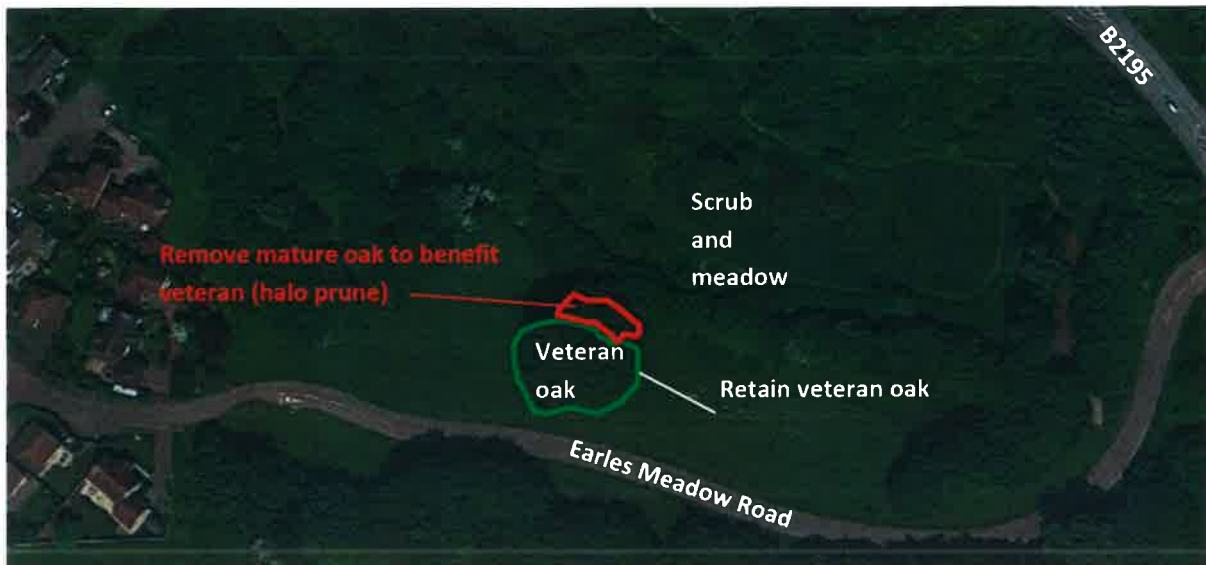 B2195
Scrub
and
meadow
Remove mature oak to benefit
veteran (halo prune)
Veteran
oak
Retain veteran oak
Earles Meadow Road